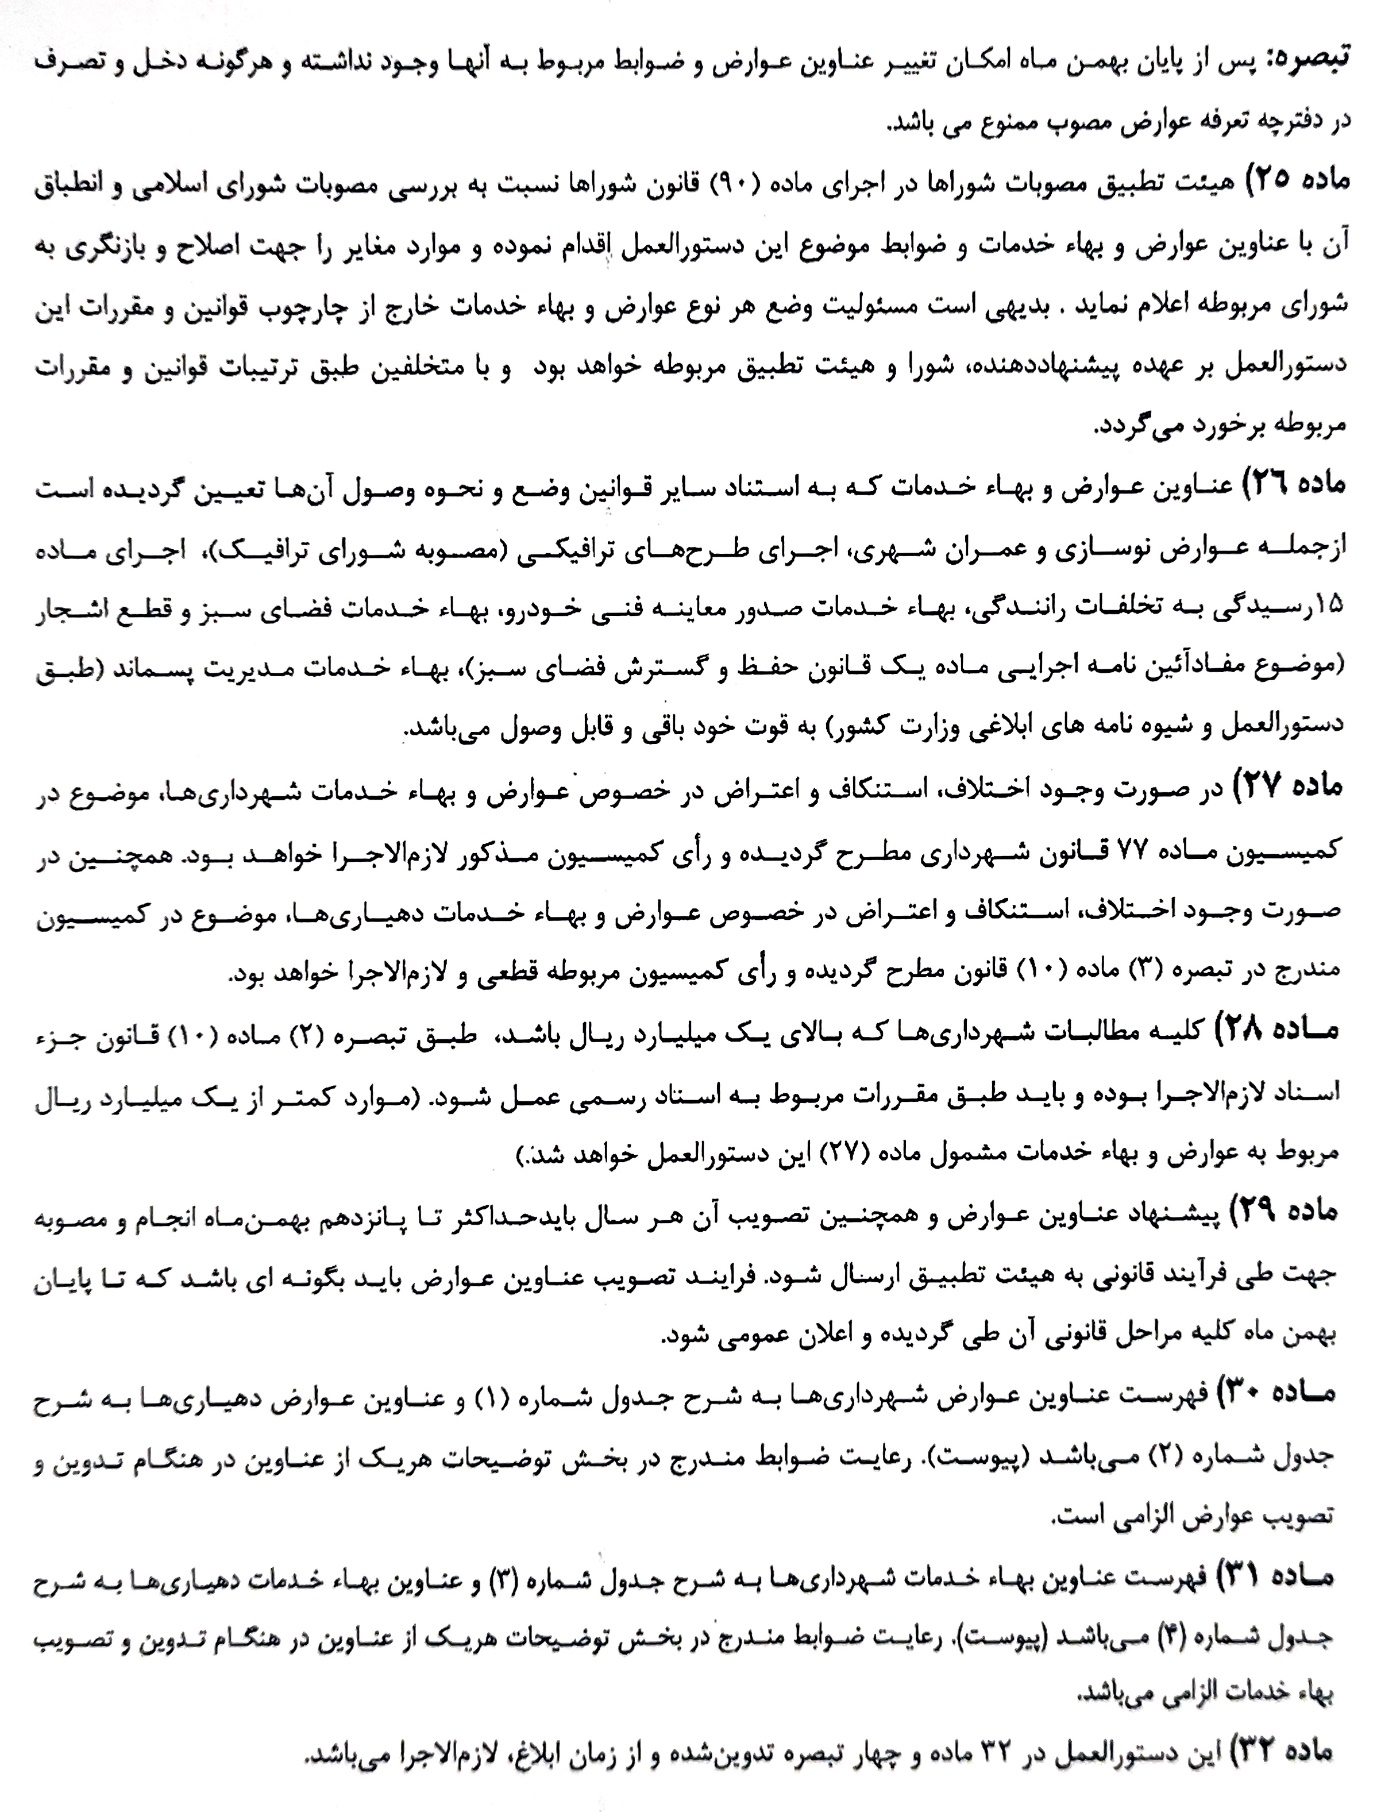 تبصره: پس از پایان بهمن ماه امکان تغییر عناوین عوارض و ضوابط مربوط به آنها وجود نداشته و هرگونه دخل و تصرف
در دفترچه تعرفه عوارض مصوب ممنوع می باشد.
ماده ۲۵) هیئت تطبیق مصوبات شوراها در اجرای ماده (۹۰) قانون شوراها نسبت به بررسی مصوبات شورای اسلامی و انطباق
آن با عناوین عوارض و بهاء خدمات و ضوابط موضوع این دستورالعمل اقدام نموده و موارد مغایر را جهت اصلاح و بازنگری به
شورای مربوطه اعلام نماید . بدیهی است مسئولیت وضع هر نوع عوارض و بهاء خدمات خارج از چارچوب قوانین و مقررات این
دستورالعمل بر عهده پیشنهاددهنده، شورا و هیئت تطبیق مربوطه خواهد بود و با متخلفین طبق ترتیبات قوانین و مقررات
مربوطه برخورد می‌گردد.
ماده ۲۶) عناوین عوارض و بهاء خدمات که به استناد سایر قوانین وضع و نحوه وصول آن‌ها تعیین گردیده است
ازجمله عوارض نوسازی و عمران شهری، اجرای طرح‌های ترافیکی (مصوبه شورای ترافیک)، اجرای ماده
۱۵رسیدگی به تخلفات رانندگی، بهاء خدمات صدور معاینه فنی خودرو، بهاء خدمات فضای سبز و قطع اشجار
(موضوع مفادآئین نامه اجرایی ماده یک قانون حفظ و گسترش فضای سبز)، بهاء خدمات مدیریت پسماند (طبق
دستورالعمل و شیوه نامه های ابلاغی وزارت کشور) به قوت خود باقی و قابل وصول می‌باشد.
ماده ۲۷) در صورت وجود اختلاف، استنکاف و اعتراض در خصوص عوارض و بهاء خدمات شهرداری‌ها، موضوع در
کمیسیون ماده ۷۷ قانون شهرداری مطرح گردیده و رأی کمیسیون مذکور لازم‌الاجرا خواهد بود. همچنین در
صورت وجود اختلاف، استنکاف و اعتراض در خصوص عوارض و بهاء خدمات دهیاری‌ها، موضوع در کمیسیون
مندرج در تبصره (۳) ماده (۱۰) قانون مطرح گردیده و رأی کمیسیون مربوطه قطعی و لازم‌الاجرا خواهد بود.
ماده ۲۸) کلیه مطالبات شهرداری‌ها که بالای یک میلیارد ریال باشد، طبق تبصره (۲) ماده (۱۰) قانون جزء
اسناد لازم‌الاجرا بوده و باید طبق مقررات مربوط به اسناد رسمی عمل شود. (موارد کمتر از یک میلیارد ریال
مربوط به عوارض و بهاء خدمات مشمول ماده (۲۷) این دستورالعمل خواهد شد.)
ماده ۲۹) پیشنهاد عناوین عوارض و همچنین تصویب آن هر سال بایدحداکثر تا پانزدهم بهمن‌ماه انجام و مصوبه
جهت طی فرآیند قانونی به هیئت تطبیق ارسال شود. فرایند تصویب عناوین عوارض باید بگونه ای باشد که تا پایان
بهمن ماه کلیه مراحل قانونی آن طی گردیده و اعلان عمومی شود.
ماده ۳۰) فهرست عناوین عوارض شهرداری‌ها به شرح جدول شماره (۱) و عناوین عوارض دهیاری‌ها به شرح
جدول شماره (۲) می‌باشد (پیوست). رعایت ضوابط مندرج در بخش توضیحات هریک از عناوین در هنگام تدوین و
تصویب عوارض الزامی است.
ماده ۳۱) فهرست عناوین بهاء خدمات شهرداری‌ها به شرح جدول شماره (۳) و عناوین بهاء خدمات دهیاری‌ها به شرح
جدول شماره (۴) می‌باشد (پیوست). رعایت ضوابط مندرج در بخش توضیحات هریک از عناوین در هنگام تدوین و تصویب
بهاء خدمات الزامی می‌باشد.
ماده ۳۲) این دستورالعمل در ۳۲ ماده و چهار تبصره تدوین‌شده و از زمان ابلاغ، لازم‌الاجرا می‌باشد.